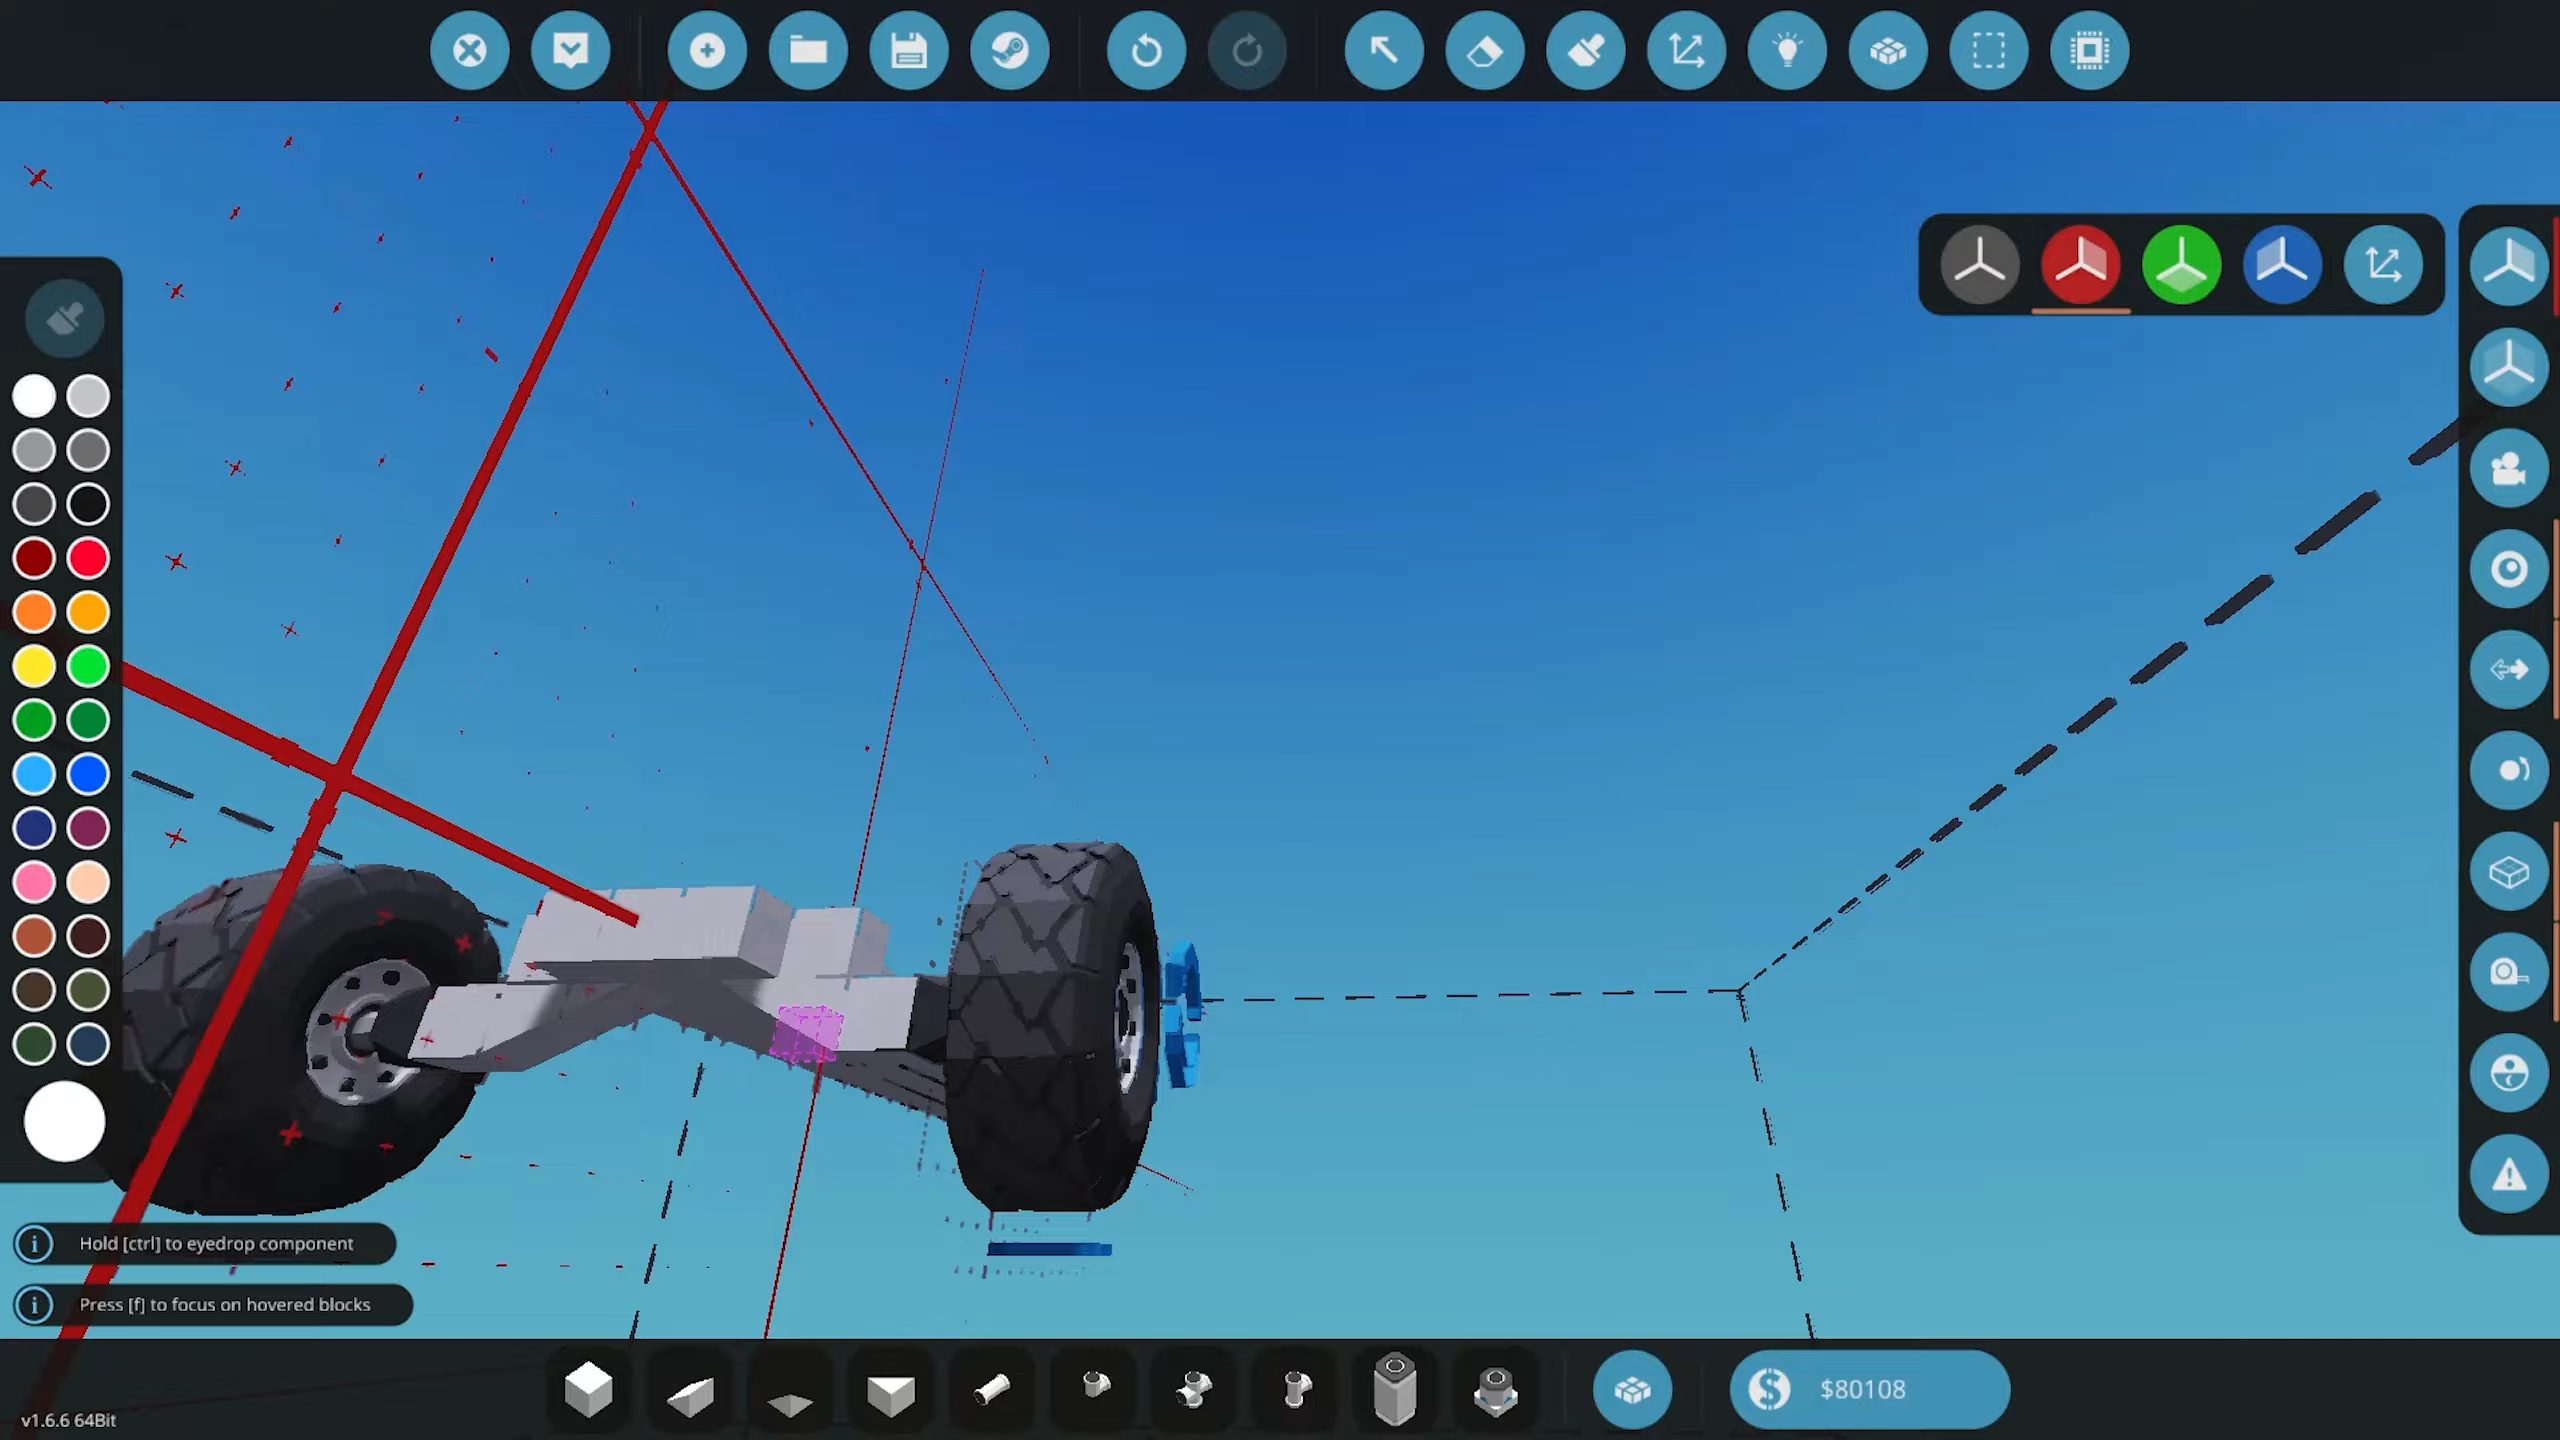 Hold [ctrl] to eyedrop component
Press [f] to focus on hovered blocks
$80108
v1.6.6 64Bit